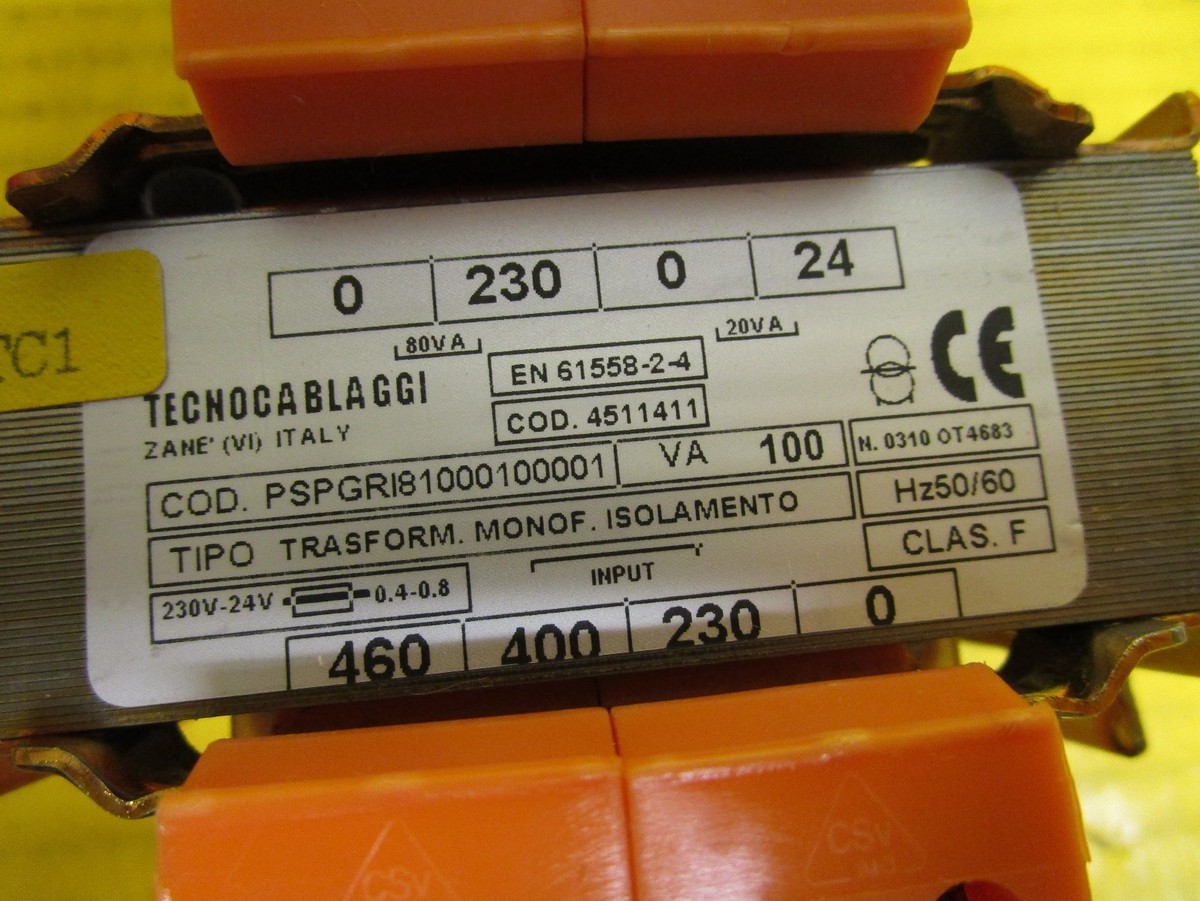 0 230 0 24
80VA 20VA
TC1
TECNOCABLAGGI
ZANE' (VI) ITALY
EN 61558-2-4
COD. 4511411
CE
COD. PSPGRI81000100001
VA 100
N. 0310 OT4683
TIPO TRASFORM. MONOF. ISOLAMENTO
Hz50/60
230V-24V 0.4-0.8
INPUT
CLAS. F
460 400 230 0
CSV
CSV